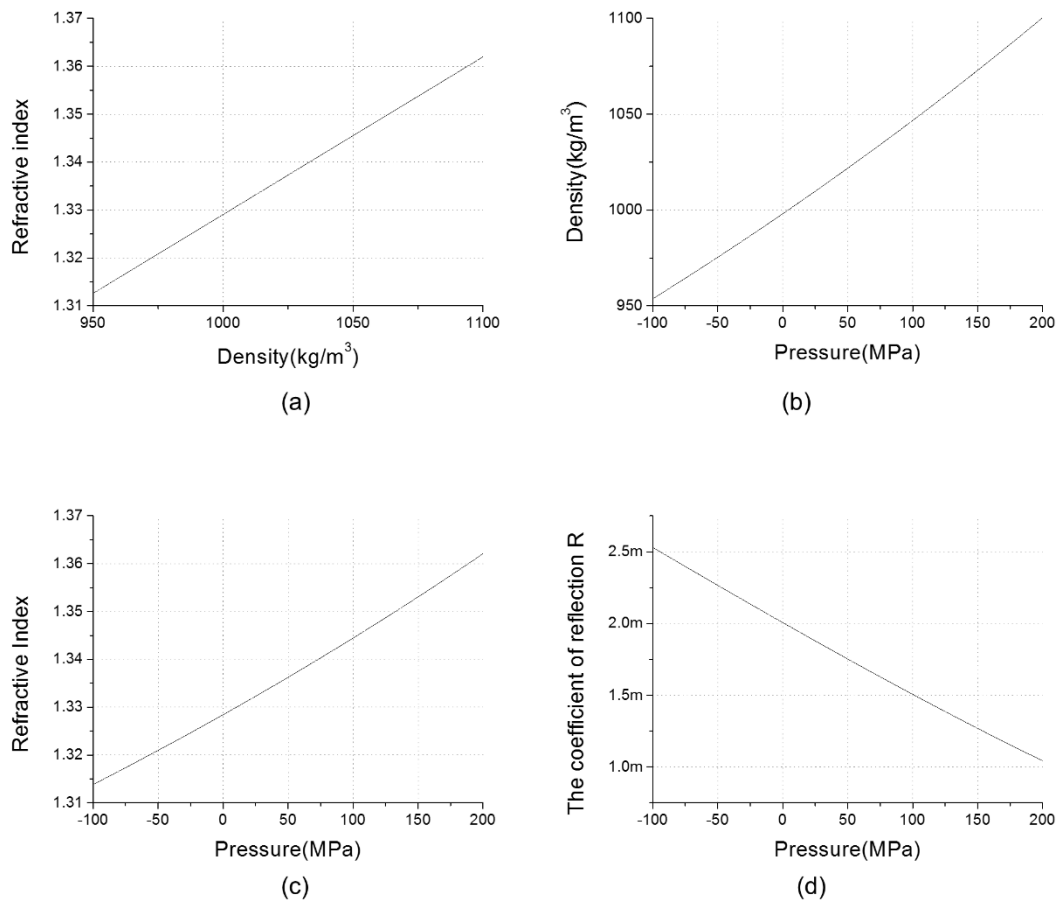 1.37
1.36
1.35
1.34
1.33
1.32
1.31
Refractive index
950
1000
1050
1100
Density(kg/m³)
(a)
1100
1050
1000
950
Density(kg/m³)
-100
-50
0
50
100
150
200
Pressure(MPa)
(b)
1.37
1.36
1.35
1.34
1.33
1.32
1.31
Refractive Index
-100
-50
0
50
100
150
200
Pressure(MPa)
(c)
2.5m
2.0m
1.5m
1.0m
The coefficient of reflection R
-100
-50
0
50
100
150
200
Pressure(MPa)
(d)